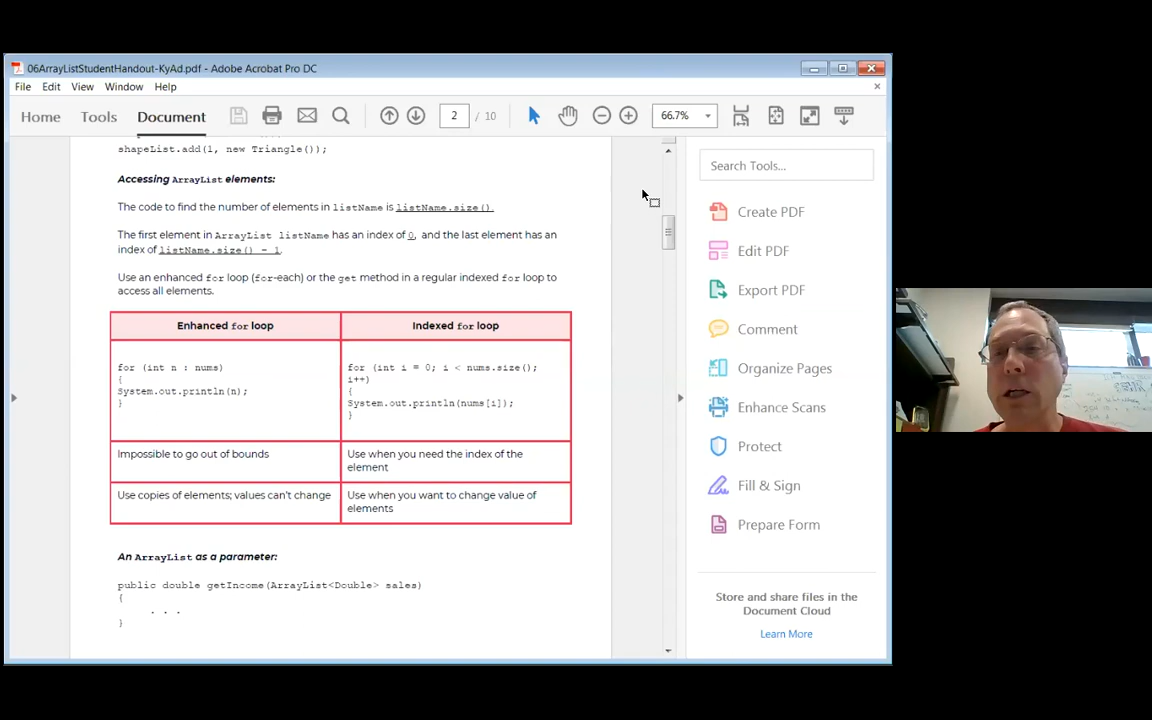 06ArrayListStudentHandout-KyAd.pdf - Adobe Acrobat Pro DC
File Edit View Window Help
Home Tools Document 2 / 10 66.7%
shapeList.add(1, new Triangle());
Accessing ArrayList elements:
The code to find the number of elements in listName is listName.size().
The first element in ArrayList listName has an index of 0, and the last element has an
index of listName.size() - 1.
Use an enhanced for loop (for-each) or the get method in a regular indexed for loop to
access all elements.
Enhanced for loop
Indexed for loop
for (int n : nums)
{
System.out.println(n);
}
for (int i = 0; i < nums.size();
i++)
{
System.out.println(nums[i]);
}
Impossible to go out of bounds
Use when you need the index of the
element
Use copies of elements; values can't change
Use when you want to change value of
elements
An ArrayList as a parameter:
public double getIncome(ArrayList<Double> sales)
{
. . .
}
Search Tools...
Create PDF
Edit PDF
Export PDF
Comment
Organize Pages
Enhance Scans
Protect
Fill & Sign
Prepare Form
Store and share files in the
Document Cloud
Learn More